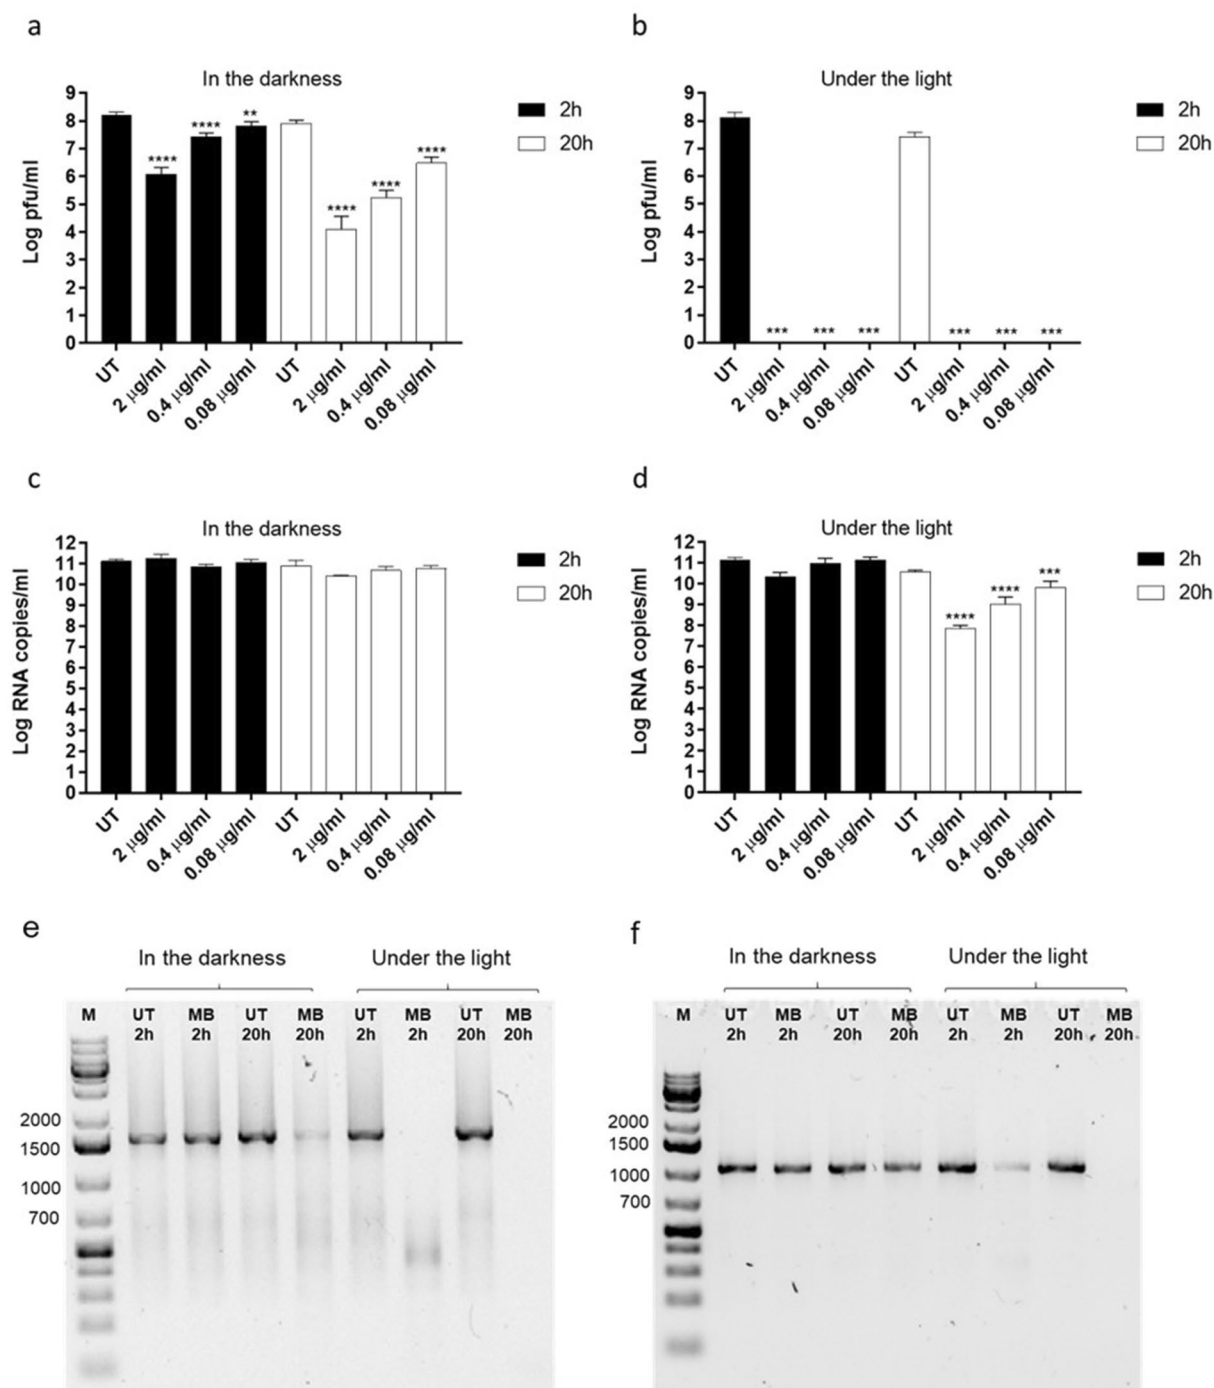 a
In the darkness
Log pfu/ml
9
8
7
6
5
4
3
2
1
0
****
****
**
****
****
****
UT
2 μg/ml
0.4 μg/ml
0.08 μg/ml
UT
2 μg/ml
0.4 μg/ml
0.08 μg/ml
2h
20h
b
Under the light
Log pfu/ml
9
8
7
6
5
4
3
2
1
0
***
***
***
***
***
***
UT
2 μg/ml
0.4 μg/ml
0.08 μg/ml
UT
2 μg/ml
0.4 μg/ml
0.08 μg/ml
2h
20h
c
In the darkness
Log RNA copies/ml
12
11
10
9
8
7
6
5
4
3
2
1
0
UT
2 μg/ml
0.4 μg/ml
0.08 μg/ml
UT
2 μg/ml
0.4 μg/ml
0.08 μg/ml
2h
20h
d
Under the light
Log RNA copies/ml
12
11
10
9
8
7
6
5
4
3
2
1
0
****
****
***
UT
2 μg/ml
0.4 μg/ml
0.08 μg/ml
UT
2 μg/ml
0.4 μg/ml
0.08 μg/ml
2h
20h
e
In the darkness Under the light
M UT MB UT MB UT MB UT MB
2h 2h 20h 20h 2h 2h 20h 20h
2000
1500
1000
700
f
In the darkness Under the light
M UT MB UT MB UT MB UT MB
2h 2h 20h 20h 2h 2h 20h 20h
2000
1500
1000
700